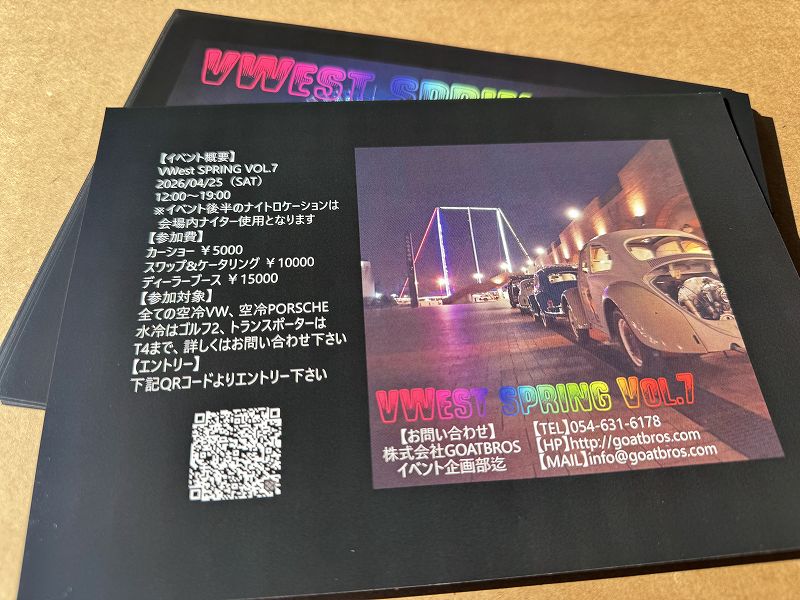 VWEST SPRING
【イベント概要】
VWest SPRING VOL.7
2026/04/25（SAT）
12:00～19:00
※イベント後半のナイトロケーションは
会場内ナイター使用となります
【参加費】
カーショー ￥5000
スワップ&ケータリング ￥10000
ディーラーブース ￥15000
【参加対象】
全ての空冷VW、空冷PORSCHE
水冷はゴルフ2、トランスポーターは
T4まで、詳しくはお問い合わせ下さい
【エントリー】
下記QRコードよりエントリー下さい
VWEST SPRING VOL.7
【お問い合わせ】
株式会社GOATBROS
イベント企画部迄
【TEL】054-631-6178
【HP】http://goatbros.com
【MAIL】info@goatbros.com